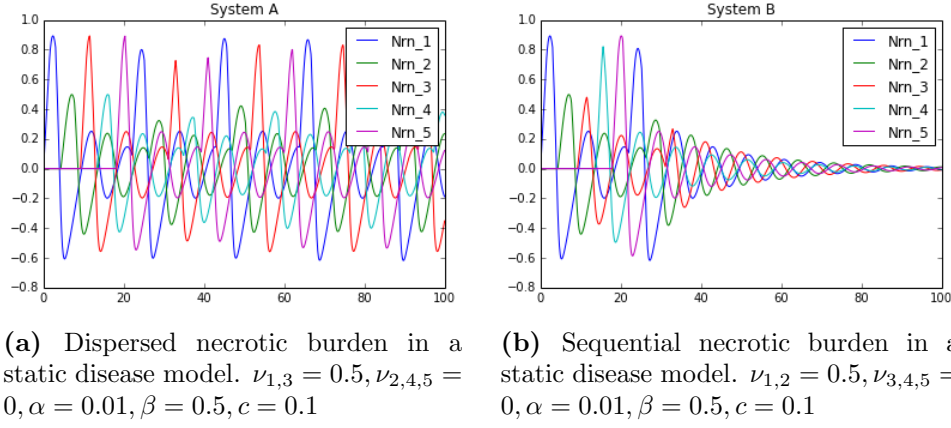 System A
1.0
0.8
0.6
0.4
0.2
0.0
−0.2
−0.4
−0.6
−0.8
0 20 40 60 80 100
Nrn_1
Nrn_2
Nrn_3
Nrn_4
Nrn_5
(a) Dispersed necrotic burden in a
static disease model. ν1,3 = 0.5, ν2,4,5 =
0, α = 0.01, β = 0.5, c = 0.1
System B
1.0
0.8
0.6
0.4
0.2
0.0
−0.2
−0.4
−0.6
−0.8
0 20 40 60 80 100
Nrn_1
Nrn_2
Nrn_3
Nrn_4
Nrn_5
(b) Sequential necrotic burden in a
static disease model. ν1,2 = 0.5, ν3,4,5 =
0, α = 0.01, β = 0.5, c = 0.1